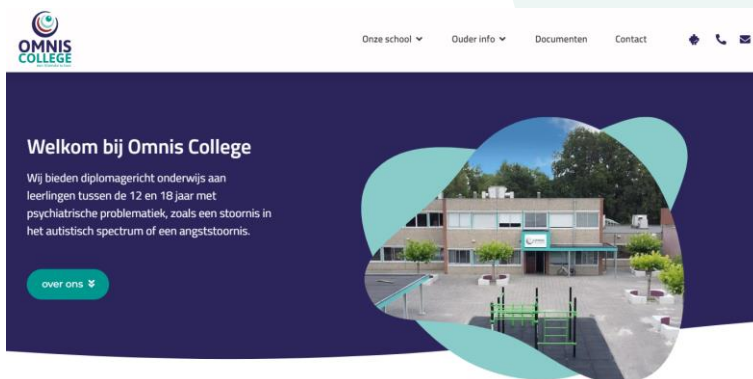 OMNIS
COLLEGE
Onze school
Ouder info
Documenten
Contact
Welkom bij Omnis College
Wij bieden diplomagericht onderwijs aan
leerlingen tussen de 12 en 18 jaar met
psychiatrische problematiek, zoals een stoornis in
het autistisch spectrum of een angststoornis.
over ons